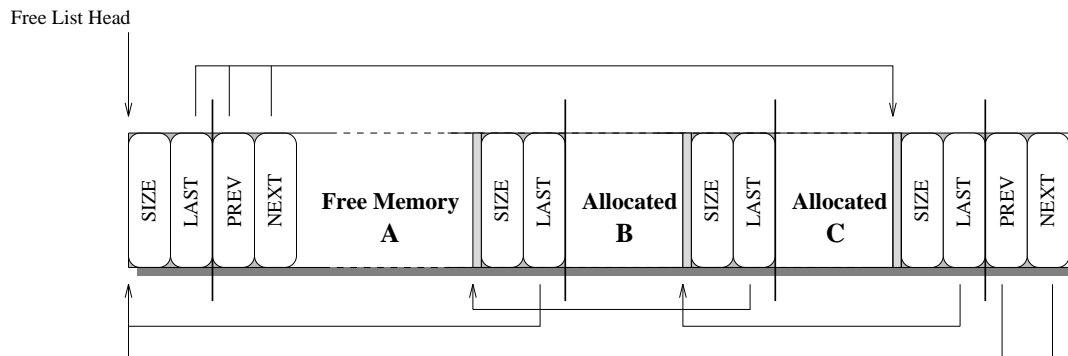 Free List Head
SIZE
LAST
PREV
NEXT
Free Memory
A
SIZE
LAST
Allocated
B
SIZE
LAST
Allocated
C
SIZE
LAST
PREV
NEXT